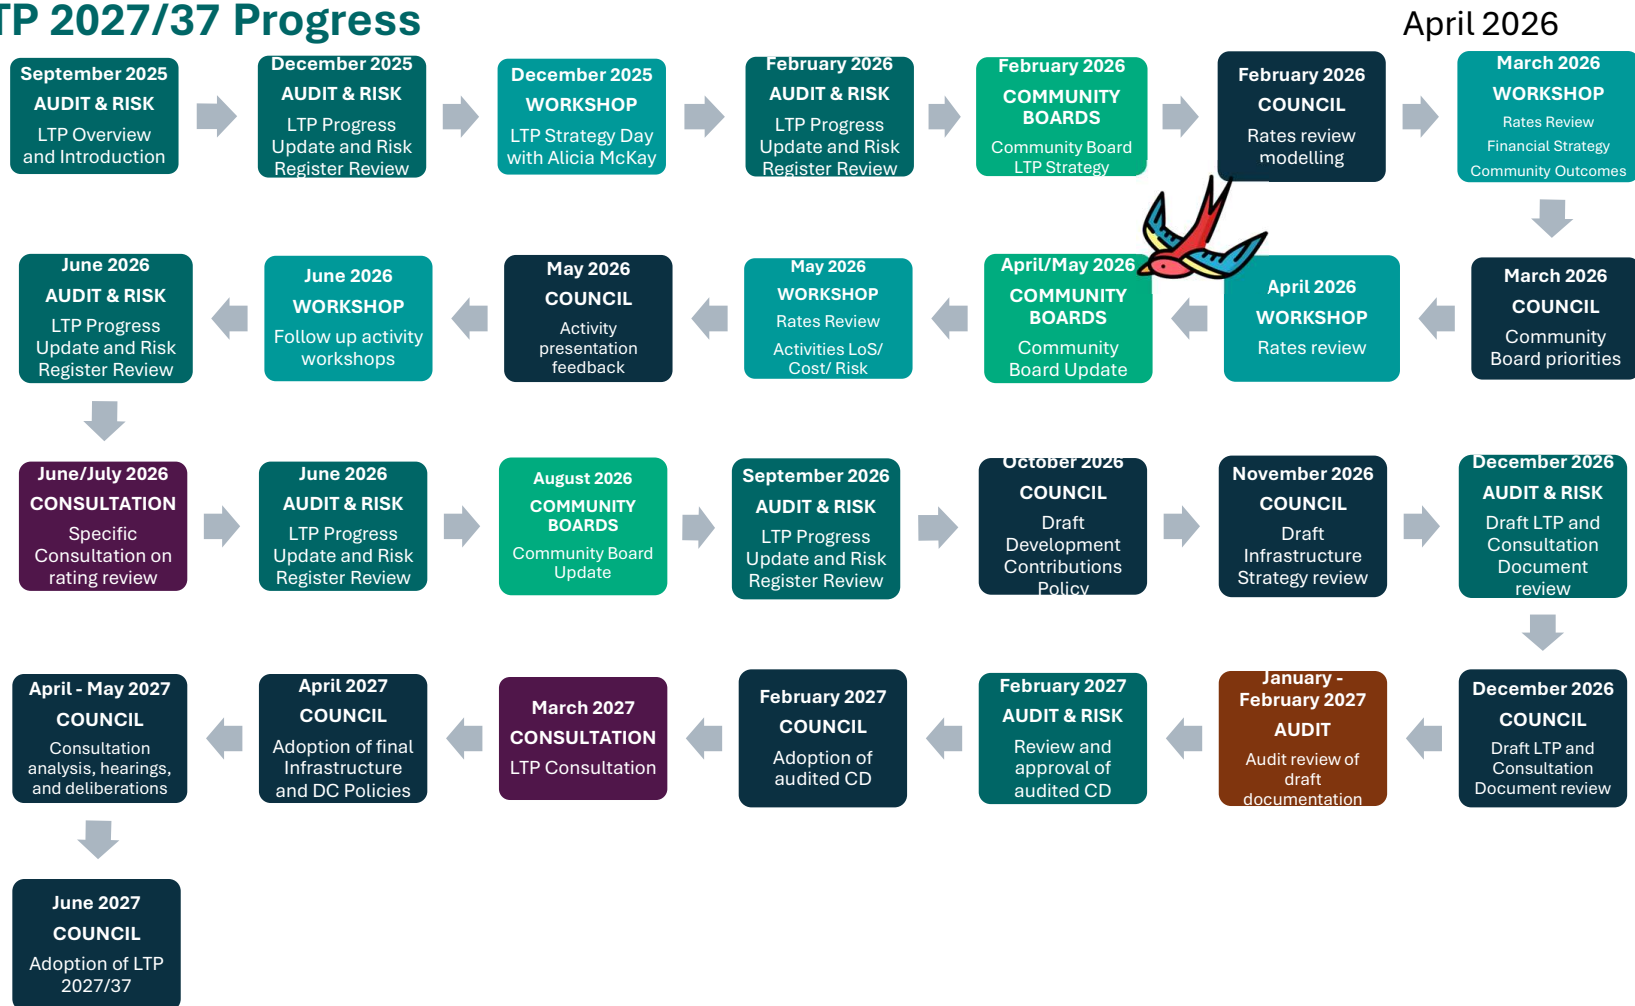 LTP 2027/37 Progress
April 2026
September 2025
AUDIT & RISK
LTP Overview
and Introduction
December 2025
AUDIT & RISK
LTP Progress
Update and Risk
Register Review
December 2025
WORKSHOP
LTP Strategy Day
with Alicia McKay
February 2026
AUDIT & RISK
LTP Progress
Update and Risk
Register Review
February 2026
COMMUNITY
BOARDS
Community Board
LTP Strategy
February 2026
COUNCIL
Rates review
modelling
March 2026
WORKSHOP
Rates Review
Financial Strategy
Community Outcomes
March 2026
COUNCIL
Community
Board priorities
April 2026
WORKSHOP
Rates review
April/May 2026
COMMUNITY
BOARDS
Community
Board Update
May 2026
WORKSHOP
Rates Review
Activities LoS/
Cost/ Risk
May 2026
COUNCIL
Activity
presentation
feedback
June 2026
WORKSHOP
Follow up activity
workshops
June 2026
AUDIT & RISK
LTP Progress
Update and Risk
Register Review
June/July 2026
CONSULTATION
Specific
Consultation on
rating review
June 2026
AUDIT & RISK
LTP Progress
Update and Risk
Register Review
August 2026
COMMUNITY
BOARDS
Community Board
Update
September 2026
AUDIT & RISK
LTP Progress
Update and Risk
Register Review
October 2026
COUNCIL
Draft
Development
Contributions
Policy
November 2026
COUNCIL
Draft
Infrastructure
Strategy review
December 2026
AUDIT & RISK
Draft LTP and
Consultation
Document
review
December 2026
COUNCIL
Draft LTP and
Consultation
Document review
January -
February 2027
AUDIT
Audit review of
draft
documentation
February 2027
AUDIT & RISK
Review and
approval of
audited CD
February 2027
COUNCIL
Adoption of
audited CD
March 2027
CONSULTATION
LTP Consultation
April 2027
COUNCIL
Adoption of final
Infrastructure
and DC Policies
April - May 2027
COUNCIL
Consultation
analysis, hearings,
and deliberations
June 2027
COUNCIL
Adoption of LTP
2027/37